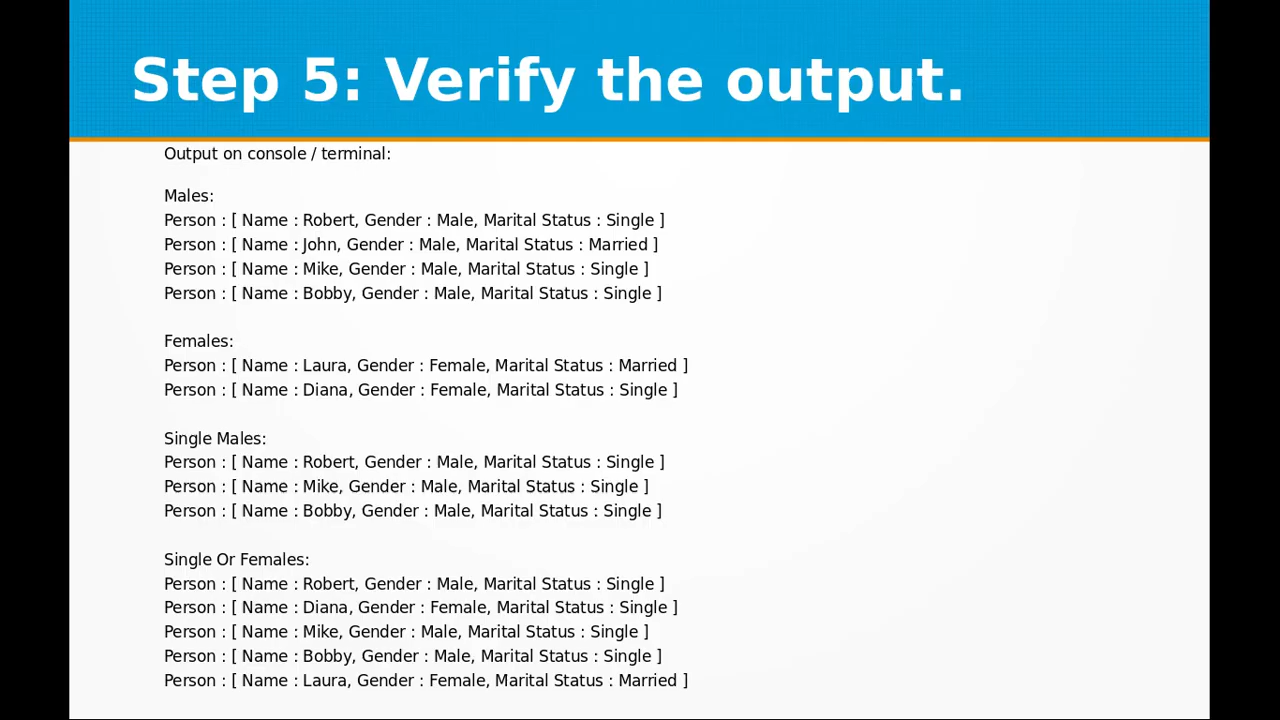 Step 5: Verify the output.
Output on console / terminal:
Males:
Person : [ Name : Robert, Gender : Male, Marital Status : Single ]
Person : [ Name : John, Gender : Male, Marital Status : Married ]
Person : [ Name : Mike, Gender : Male, Marital Status : Single ]
Person : [ Name : Bobby, Gender : Male, Marital Status : Single ]
Females:
Person : [ Name : Laura, Gender : Female, Marital Status : Married ]
Person : [ Name : Diana, Gender : Female, Marital Status : Single ]
Single Males:
Person : [ Name : Robert, Gender : Male, Marital Status : Single ]
Person : [ Name : Mike, Gender : Male, Marital Status : Single ]
Person : [ Name : Bobby, Gender : Male, Marital Status : Single ]
Single Or Females:
Person : [ Name : Robert, Gender : Male, Marital Status : Single ]
Person : [ Name : Diana, Gender : Female, Marital Status : Single ]
Person : [ Name : Mike, Gender : Male, Marital Status : Single ]
Person : [ Name : Bobby, Gender : Male, Marital Status : Single ]
Person : [ Name : Laura, Gender : Female, Marital Status : Married ]